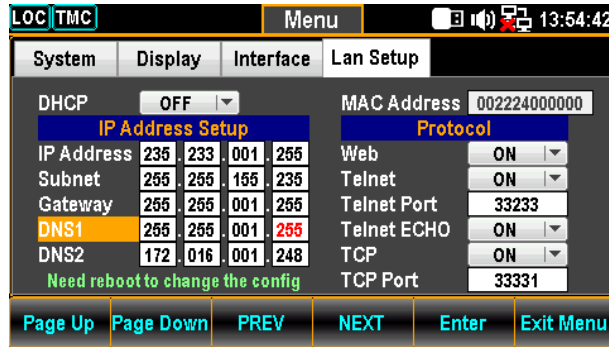 LOC TMC Menu 13:54:42
System Display Interface Lan Setup
DHCP OFF MAC Address 002224000000
IP Address Setup Protocol
IP Address 235 . 233 . 001 . 255 Web ON
Subnet 255 . 255 . 155 . 235 Telnet ON
Gateway 255 . 255 . 001 . 255 Telnet Port 33233
DNS1 255 . 255 . 001 . 255 Telnet ECHO ON
DNS2 172 . 016 . 001 . 248 TCP ON
Need reboot to change the config TCP Port 33331
Page Up Page Down PREV NEXT Enter Exit Menu